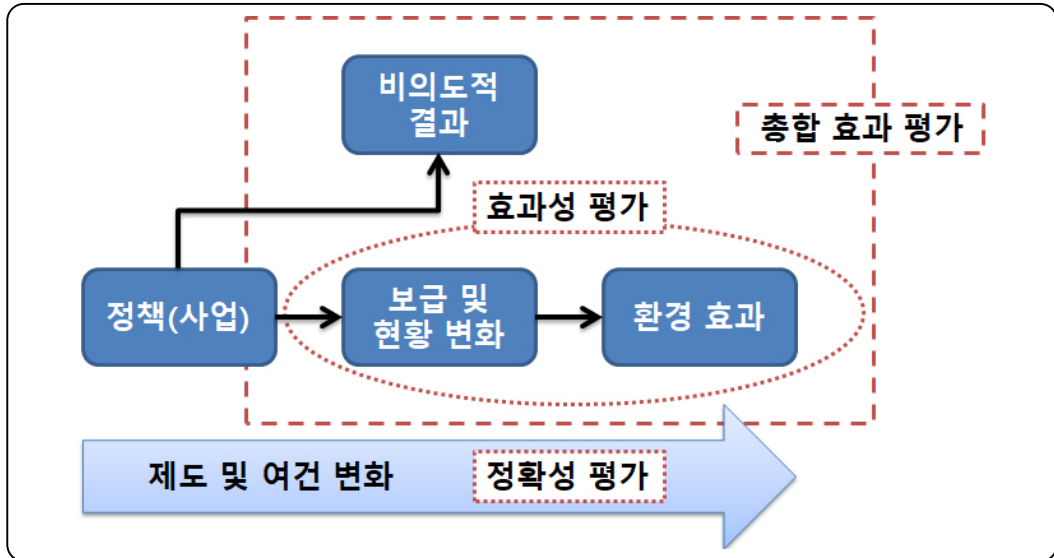 비의도적
결과
총합 효과 평가
효과성 평가
정책(사업)
보급 및
현황 변화
환경 효과
제도 및 여건 변화
정확성 평가